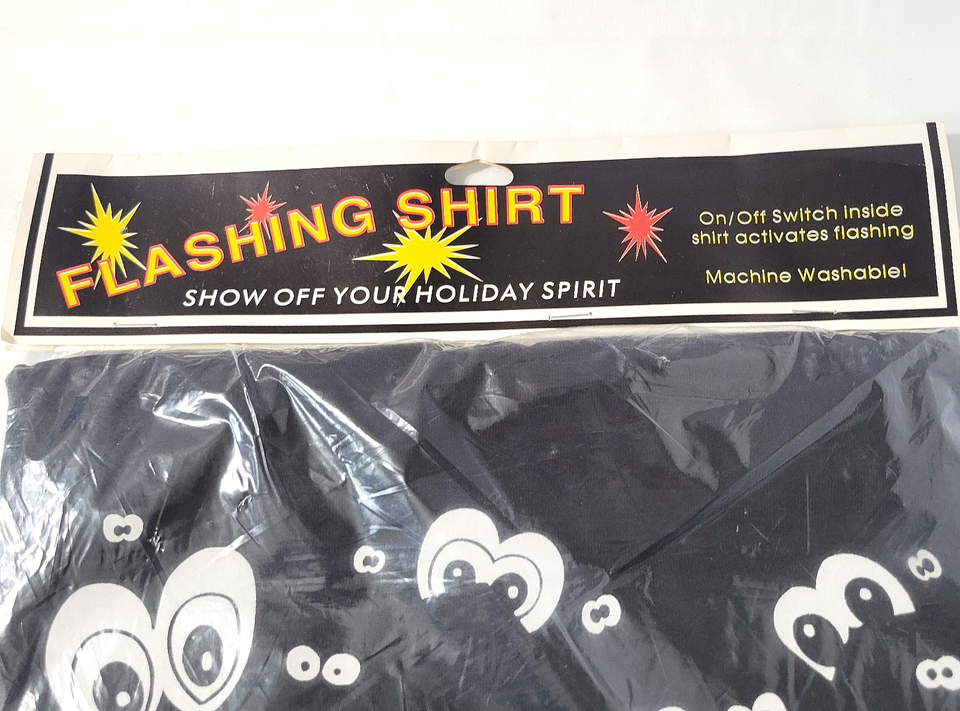 FLASHING SHIRT
SHOW OFF YOUR HOLIDAY SPIRIT
On/Off Switch inside
shirt activates flashing
Machine Washable!